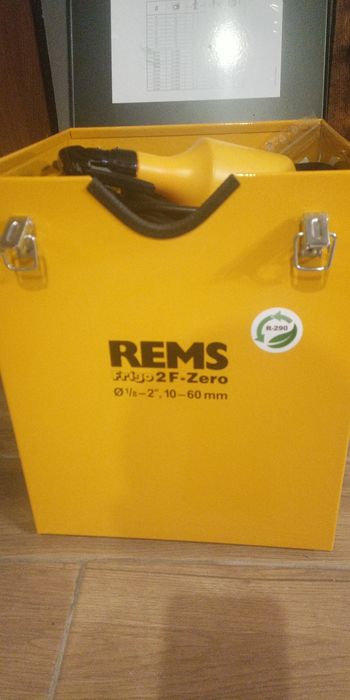 R-290
REMS
Frigo 2 F-Zero
Ø 1/8–2", 10–60 mm